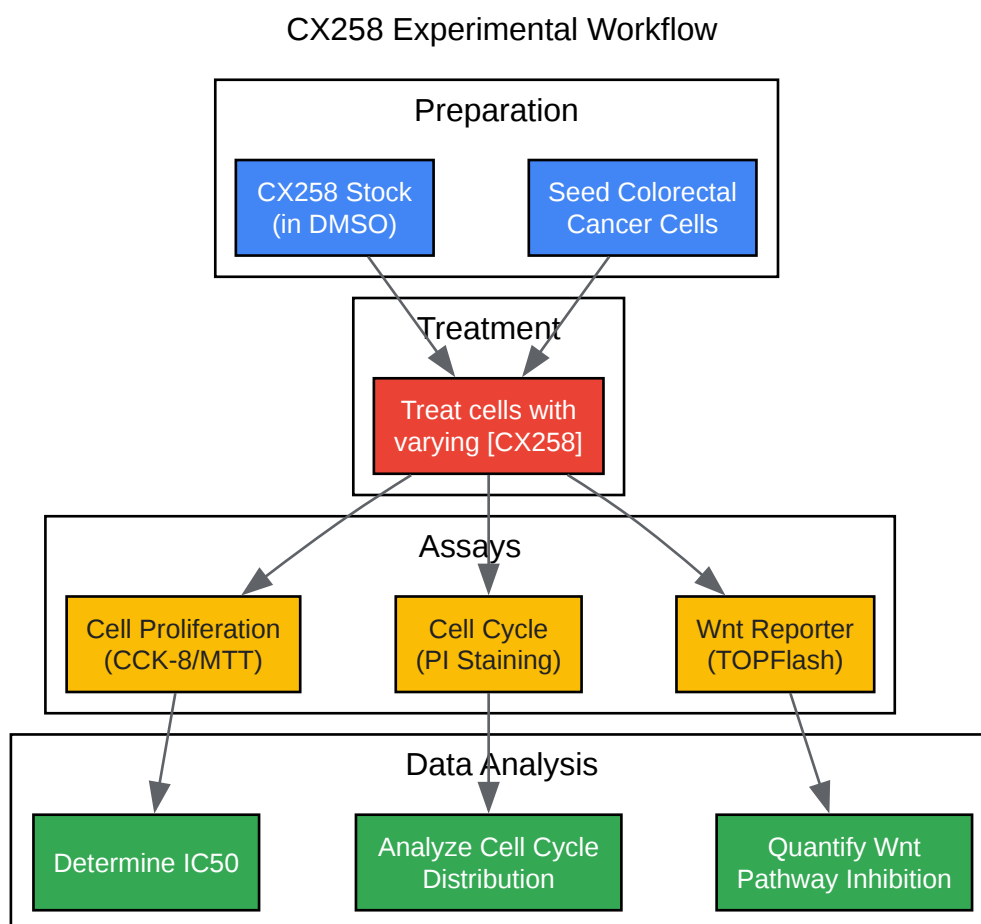 CX258 Experimental Workflow
Preparation
CX258 Stock
(in DMSO)
Seed Colorectal
Cancer Cells
Treatment
Treat cells with
varying [CX258]
Assays
Cell Proliferation
(CCK-8/MTT)
Cell Cycle
(PI Staining)
Wnt Reporter
(TOPFlash)
Data Analysis
Determine IC50
Analyze Cell Cycle
Distribution
Quantify Wnt
Pathway Inhibition